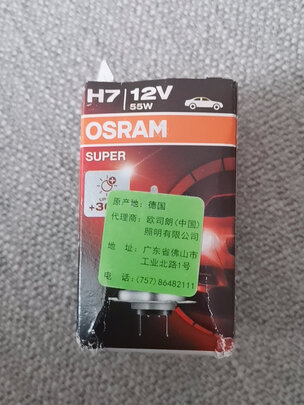 H7 12V
55W
OSRAM
SUPER
原产地: 德国
代理商: 欧司朗(中国)
照明有限公司
地 址: 广东省佛山市
工业北路1号
电 话: (757) 86482111